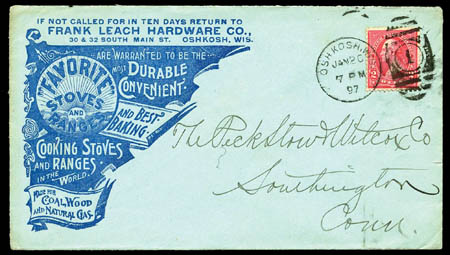 IF NOT CALLED FOR IN TEN DAYS RETURN TO
FRANK LEACH HARDWARE CO.,
30 & 32 SOUTH MAIN ST. OSHKOSH, WIS.
ARE WARRANTED TO BE THE
MOST DURABLE
CONVENIENT.
"FAVORITE"
STOVES
AND
RANGES
AND BEST
BAKING
COOKING STOVES
AND RANGES
IN THE WORLD.
MADE FOR
COAL, WOOD
AND NATURAL GAS.
OSHKOSH
JAN 20
7 PM
97
1
The Peck Stow & Wilcox Co
Southington
Conn.